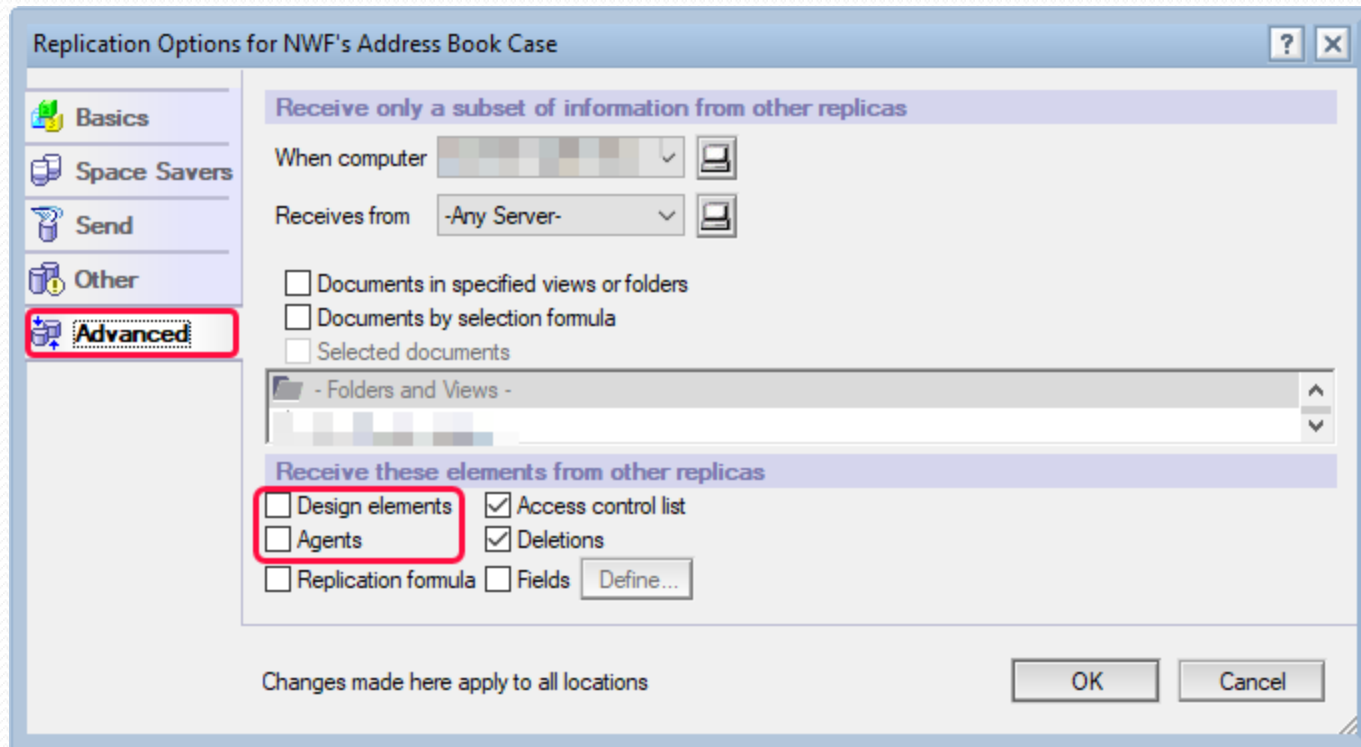 Replication Options for NWF's Address Book Case
?
Basics
Space Savers
Send
Other
Advanced
Receive only a subset of information from other replicas
When computer
Receives from -Any Server-
Documents in specified views or folders
Documents by selection formula
Selected documents
- Folders and Views -
Receive these elements from other replicas
Design elements Access control list
Agents Deletions
Replication formula Fields Define...
Changes made here apply to all locations OK Cancel